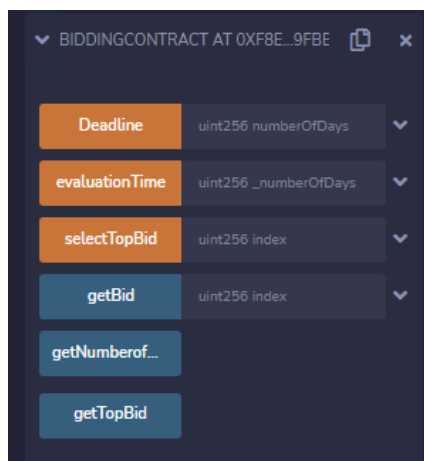 BIDDINGCONTRACT AT 0XF8E...9FBE
Deadline uint256 numberOfDays
evaluationTime uint256 _numberOfDays
selectTopBid uint256 index
getBid uint256 index
getNumberof...
getTopBid